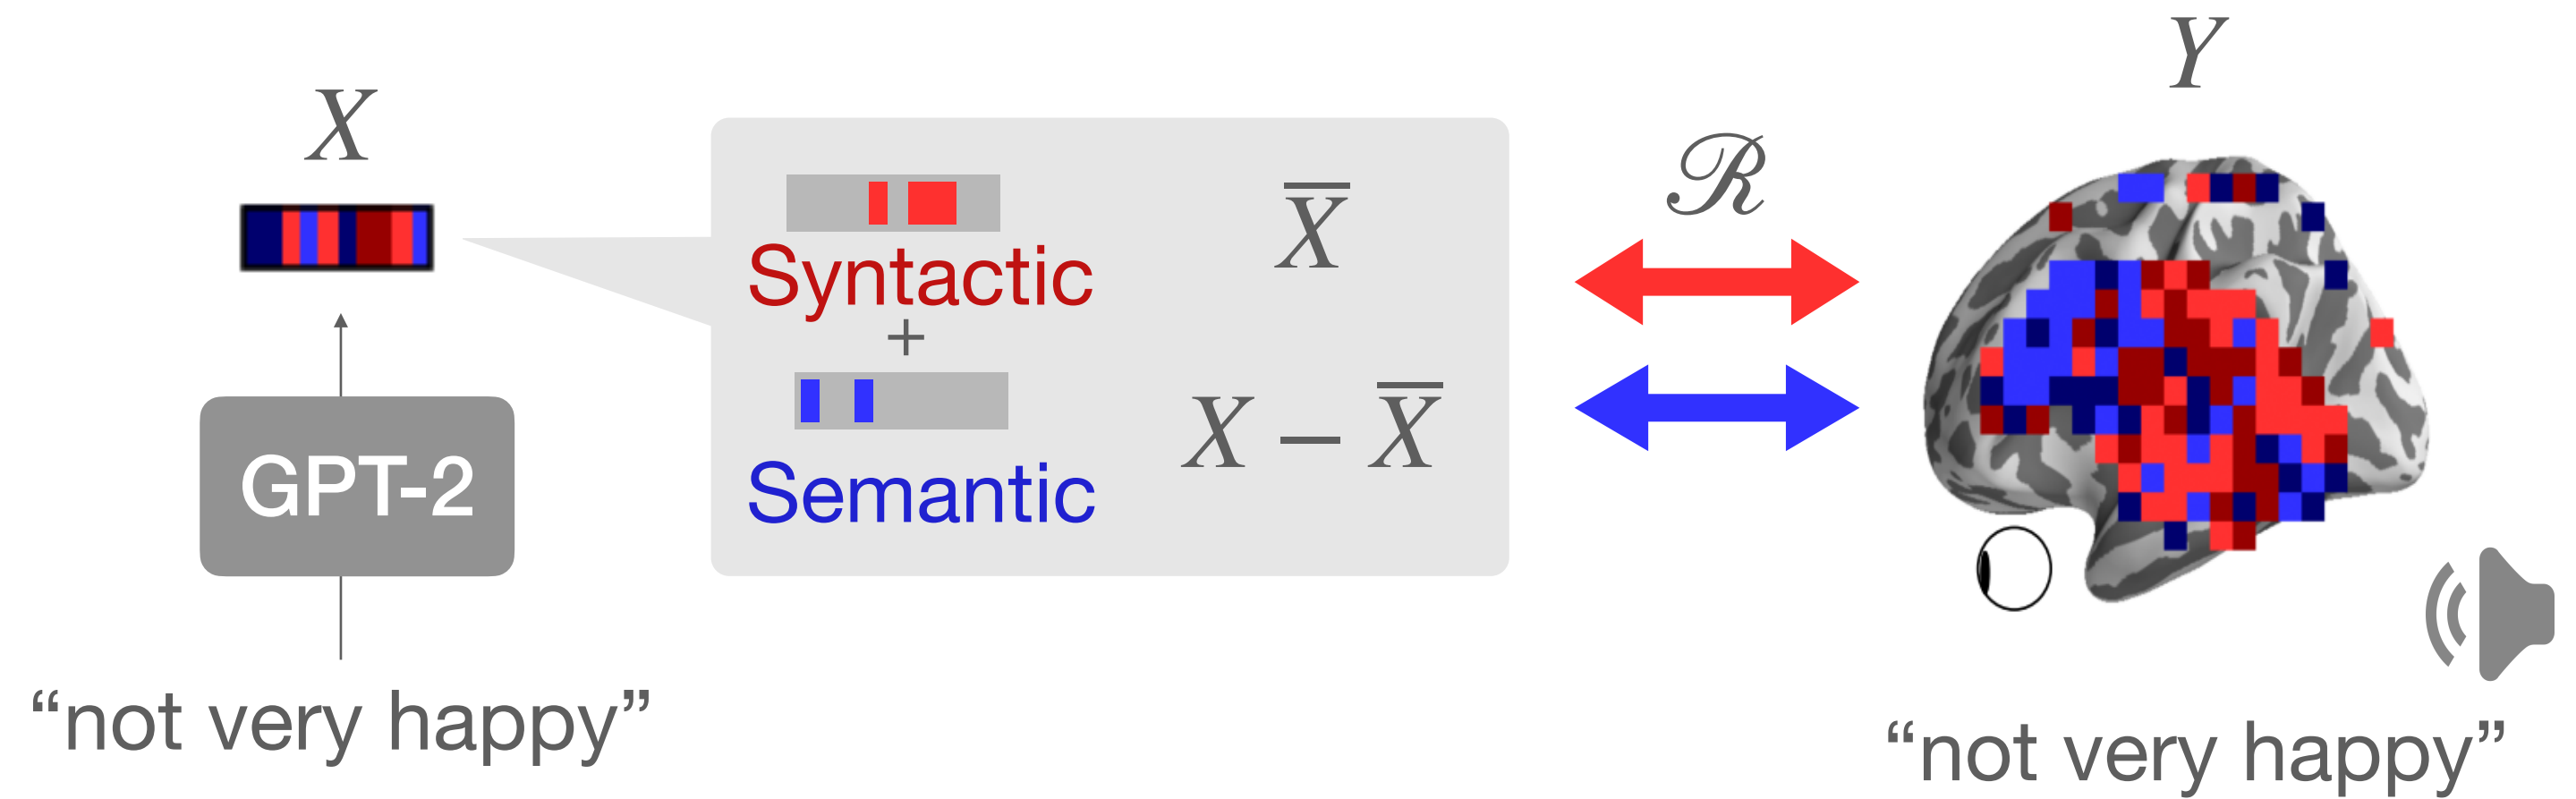 X
GPT-2
“not very happy”
Syntactic
+
Semantic
X̿
X − X̿
ℛ
Y
“not very happy”